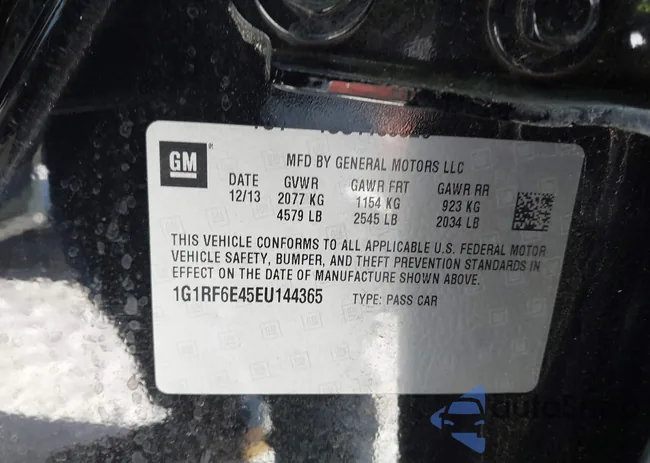 GM
MFD BY GENERAL MOTORS LLC
DATE GVWR GAWR FRT GAWR RR
12/13 2077 KG 1154 KG 923 KG
4579 LB 2545 LB 2034 LB
THIS VEHICLE CONFORMS TO ALL APPLICABLE U.S. FEDERAL MOTOR
VEHICLE SAFETY, BUMPER, AND THEFT PREVENTION STANDARDS IN
EFFECT ON THE DATE OF MANUFACTURE SHOWN ABOVE.
1G1RF6E45EU144365 TYPE: PASS CAR